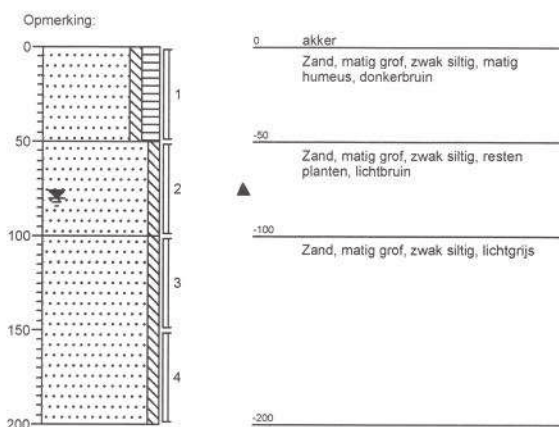 Opmerking:
0
50
100
150
200
1
2
3
4
0 akker
Zand, matig grof, zwak siltig, matig
humeus, donkerbruin
-50
Zand, matig grof, zwak siltig, resten
planten, lichtbruin
-100
Zand, matig grof, zwak siltig, lichtgrijs
-200